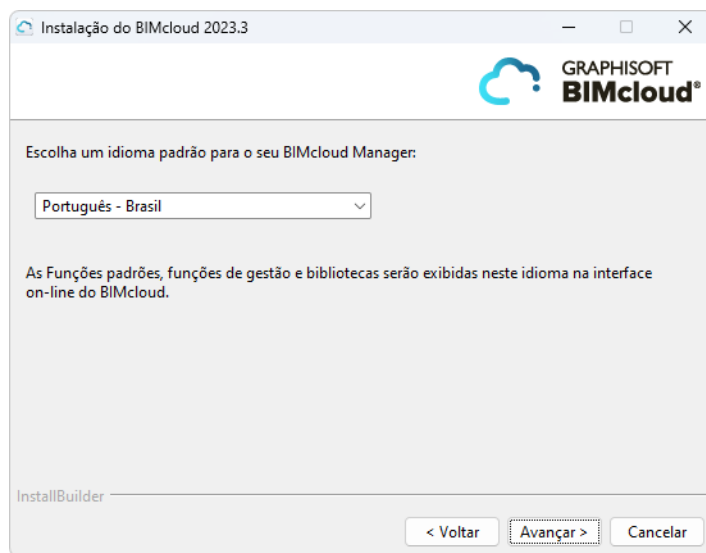 Instalação do BIMcloud 2023.3
GRAPHISOFT
BIMcloud®
Escolha um idioma padrão para o seu BIMcloud Manager:
Português - Brasil
As Funções padrões, funções de gestão e bibliotecas serão exibidas neste idioma na interface
on-line do BIMcloud.
InstallBuilder
< Voltar
Avançar >
Cancelar